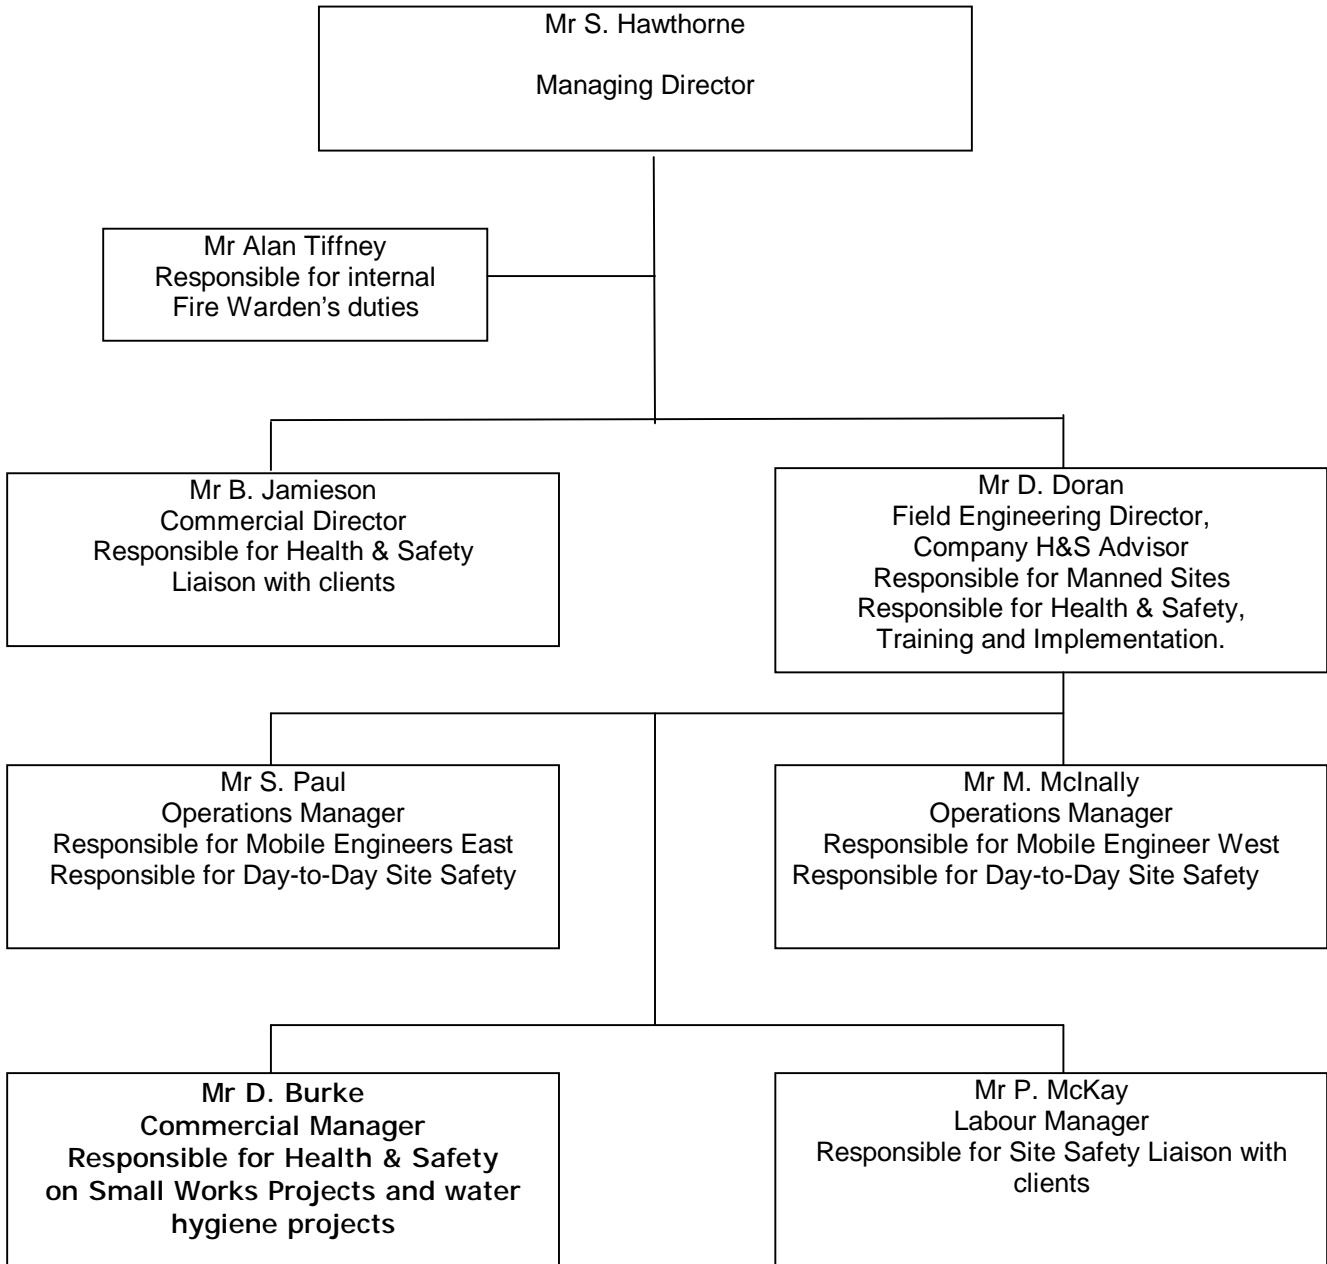 Mr S. Hawthorne
Managing Director
Mr Alan Tiffney
Responsible for internal
Fire Warden's duties
Mr B. Jamieson
Commercial Director
Responsible for Health & Safety
Liaison with clients
Mr D. Doran
Field Engineering Director,
Company H&S Advisor
Responsible for Manned Sites
Responsible for Health & Safety,
Training and Implementation.
Mr S. Paul
Operations Manager
Responsible for Mobile Engineers East
Responsible for Day-to-Day Site Safety
Mr M. McInally
Operations Manager
Responsible for Mobile Engineer West
Responsible for Day-to-Day Site Safety
Mr D. Burke
Commercial Manager
Responsible for Health & Safety
on Small Works Projects and water
hygiene projects
Mr P. McKay
Labour Manager
Responsible for Site Safety Liaison with
clients